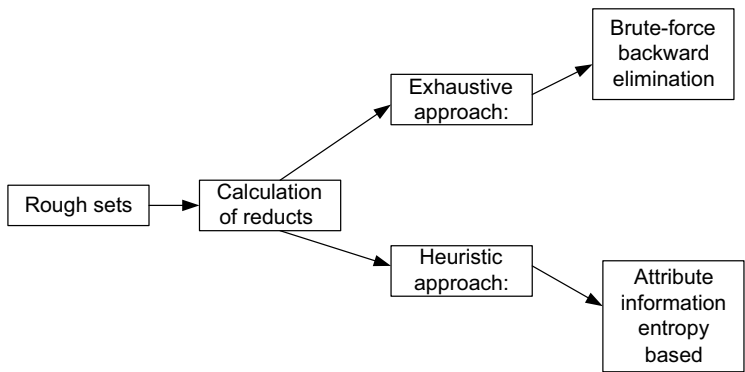 Rough sets
Calculation
of reducts
Exhaustive
approach:
Brute-force
backward
elimination
Heuristic
approach:
Attribute
information
entropy
based